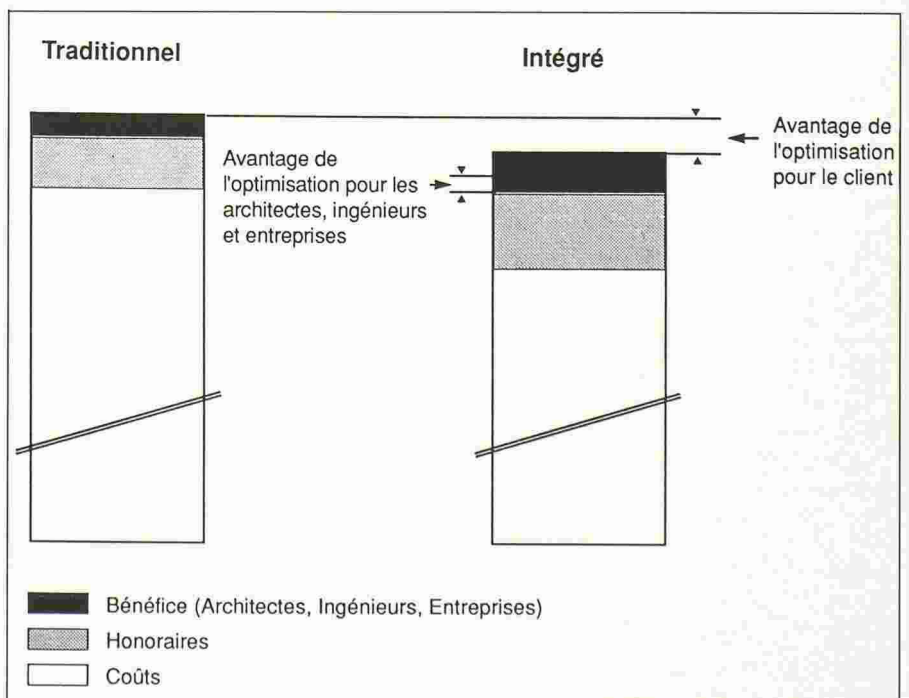 Traditionnel
Intégré
Avantage de
l'optimisation pour les
architectes, ingénieurs
et entreprises
Avantage de
l'optimisation
pour le client
Bénéfice (Architectes, Ingénieurs, Entreprises)
Honoraires
Coûts